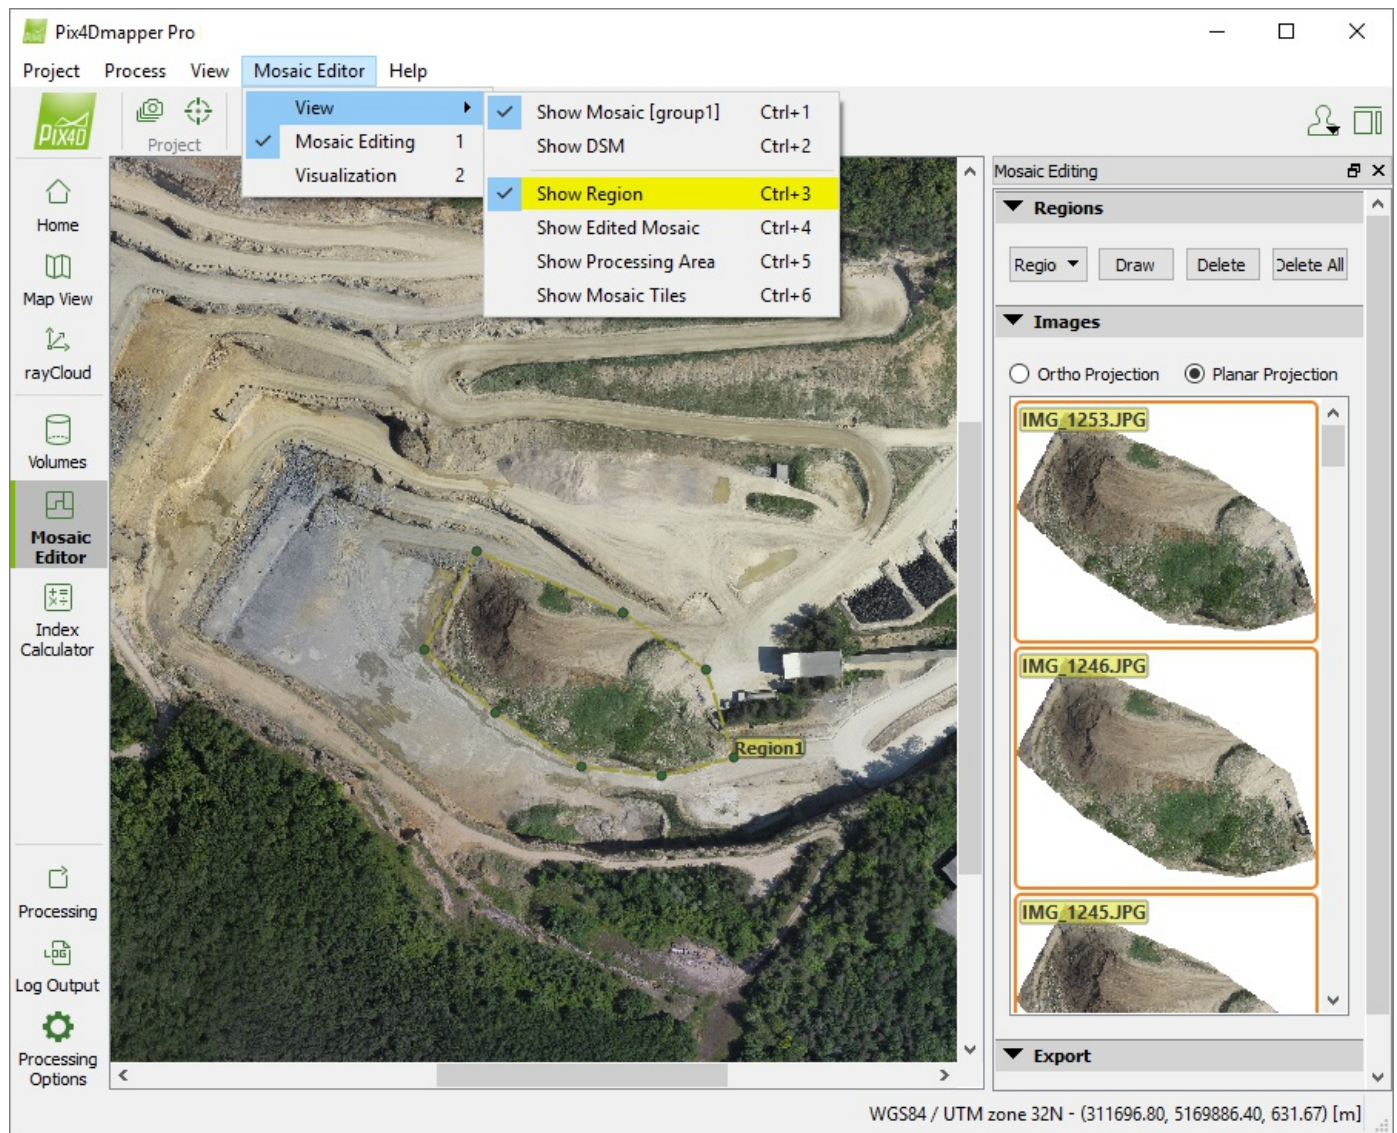 Pix4Dmapper Pro
Project Process View Mosaic Editor Help
PIX4D
Project
View
Mosaic Editing 1
Visualization 2
Show Mosaic [group1] Ctrl+1
Show DSM Ctrl+2
Show Region Ctrl+3
Show Edited Mosaic Ctrl+4
Show Processing Area Ctrl+5
Show Mosaic Tiles Ctrl+6
Home
Map View
rayCloud
Volumes
Mosaic
Editor
Index
Calculator
Processing
LOG
Log Output
Processing
Options
Region1
Mosaic Editing
Regions
Regio Draw Delete Delete All
Images
Ortho Projection Planar Projection
IMG_1253.JPG
IMG_1246.JPG
IMG_1245.JPG
Export
WGS84 / UTM zone 32N - (311696.80, 5169886.40, 631.67) [m]